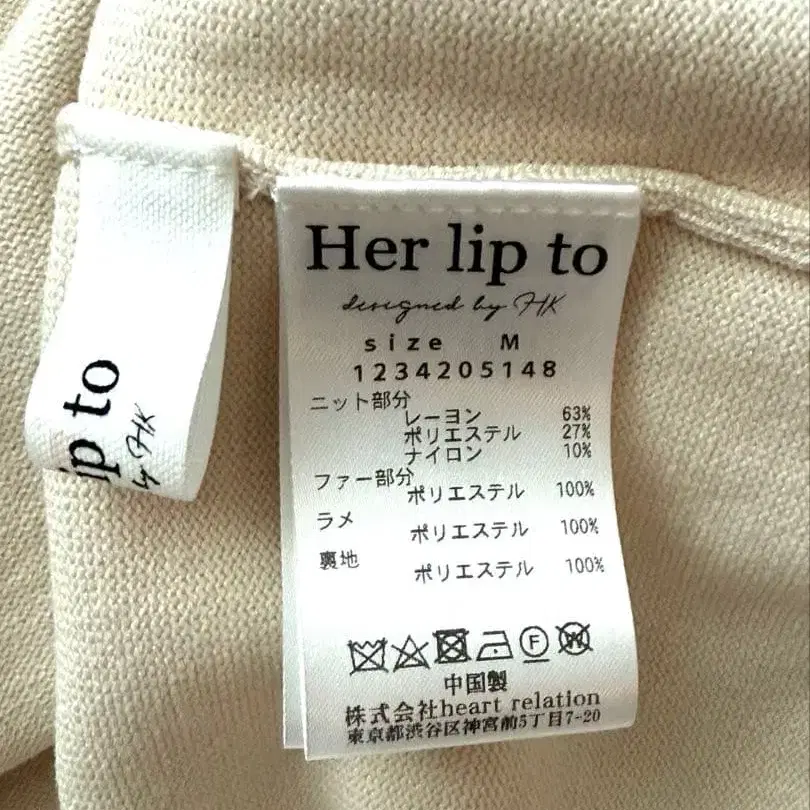 Her lip to
designed by HK
size M
1234205148
ニット部分
レーヨン 63%
ポリエステル 27%
ナイロン 10%
ファー部分
ポリエステル 100%
ラメ
ポリエステル 100%
裏地
ポリエステル 100%
F W
中国製
株式会社heart relation
東京都渋谷区神宮前5丁目7-20
ip to
by HK